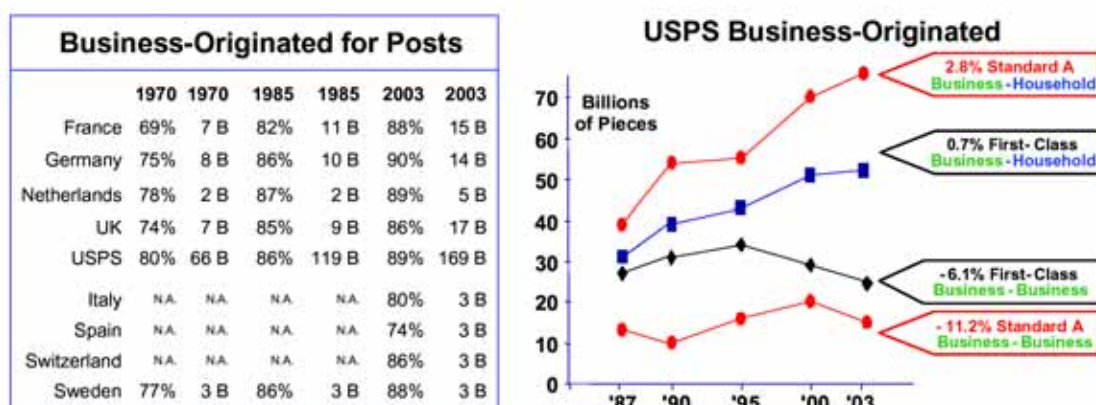 Business-Originated for Posts
1970 1970 1985 1985 2003 2003
France 69% 7 B 82% 11 B 88% 15 B
Germany 75% 8 B 86% 10 B 90% 14 B
Netherlands 78% 2 B 87% 2 B 89% 5 B
UK 74% 7 B 85% 9 B 86% 17 B
USPS 80% 66 B 86% 119 B 89% 169 B
Italy N.A. N.A. N.A. N.A. 80% 3 B
Spain N.A. N.A. N.A. N.A. 74% 3 B
Switzerland N.A. N.A. N.A. N.A. 86% 3 B
Sweden 77% 3 B 86% 3 B 88% 3 B
USPS Business-Originated
Billions
of Pieces
70
60
50
40
30
20
10
0
'87 '90 '95 '00 '03
2.8% Standard A
Business-Household
0.7% First-Class
Business-Household
-6.1% First-Class
Business-Business
-11.2% Standard A
Business-Business